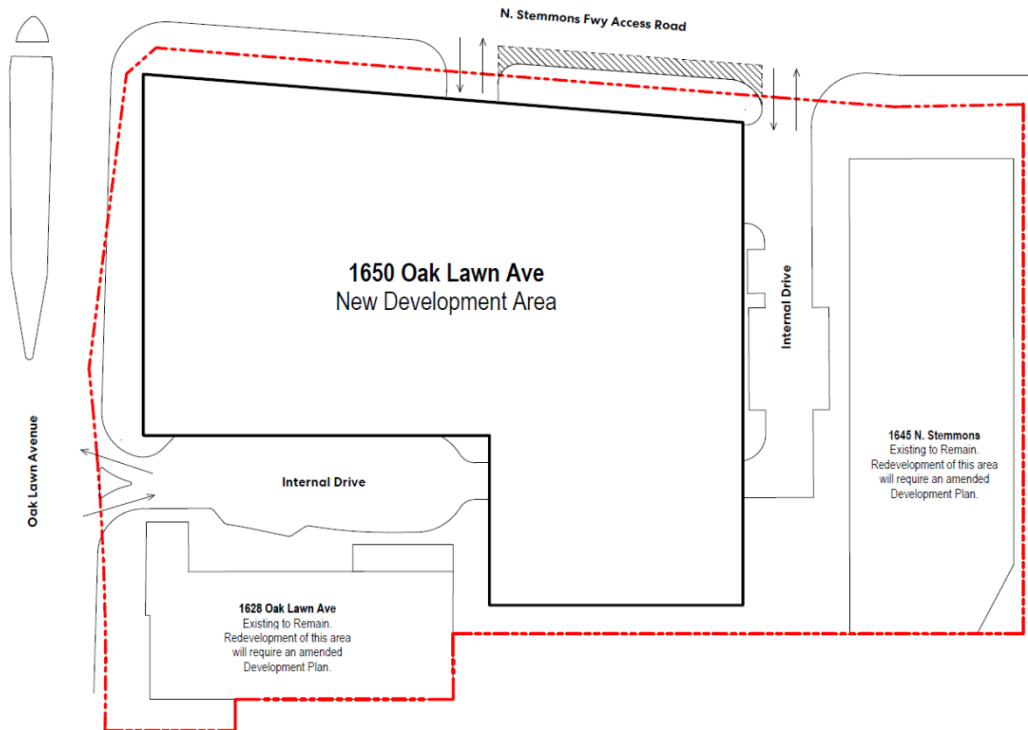 N. Stemmons Fwy Access Road
1650 Oak Lawn Ave
New Development Area
Internal Drive
Oak Lawn Avenue
Internal Drive
1645 N. Stemmons
Existing to Remain.
Redevelopment of this area
will require an amended
Development Plan.
1628 Oak Lawn Ave
Existing to Remain.
Redevelopment of this area
will require an amended
Development Plan.